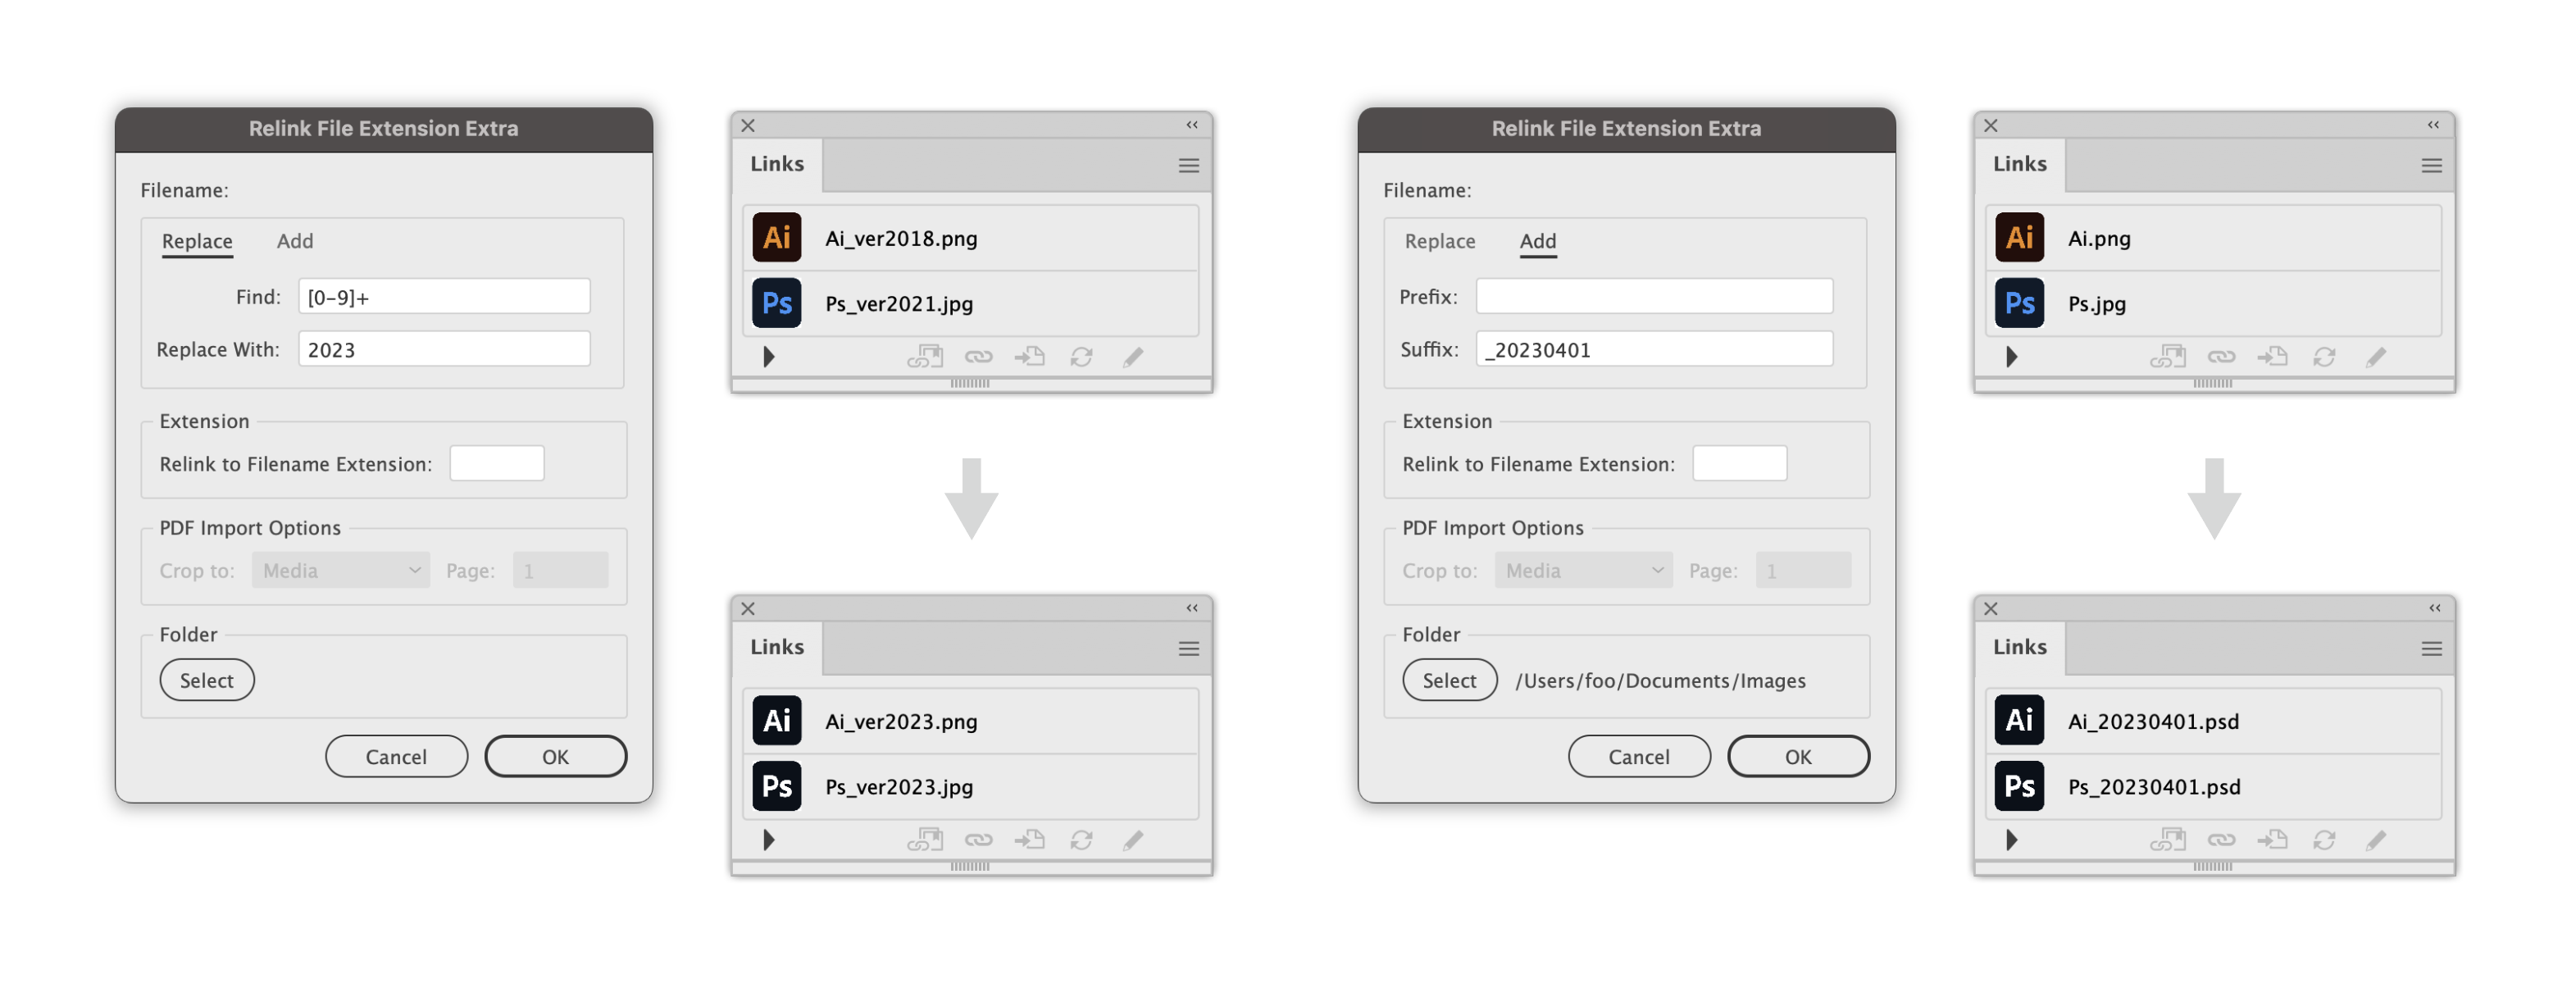 Relink File Extension Extra
Filename:
Replace Add
Find: [0-9]+
Replace With: 2023
Extension
Relink to Filename Extension:
PDF Import Options
Crop to: Media Page: 1
Folder
Select
Cancel OK
Links
Ai Ai_ver2018.png
Ps Ps_ver2021.jpg
Links
Ai Ai_ver2023.png
Ps Ps_ver2023.jpg
Relink File Extension Extra
Filename:
Replace Add
Prefix:
Suffix: _20230401
Extension
Relink to Filename Extension:
PDF Import Options
Crop to: Media Page: 1
Folder
Select /Users/foo/Documents/Images
Cancel OK
Links
Ai Ai.png
Ps Ps.jpg
Links
Ai Ai_20230401.psd
Ps Ps_20230401.psd